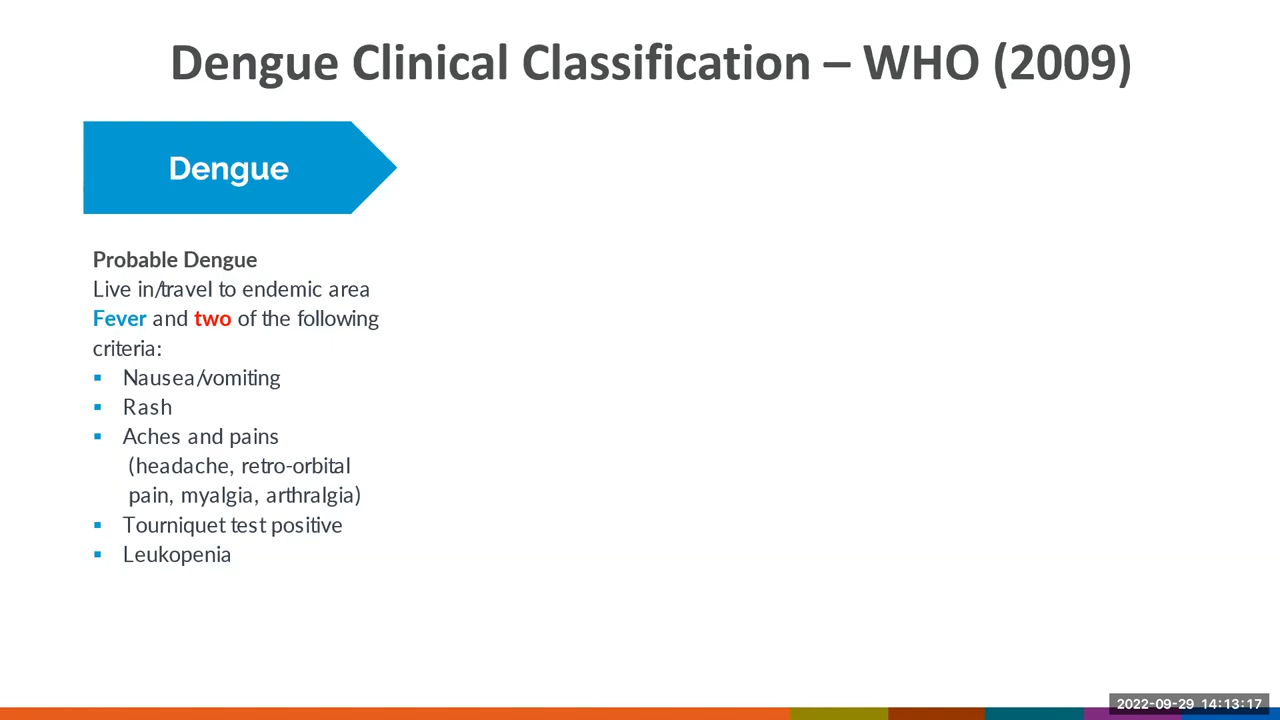 Dengue Clinical Classification – WHO (2009)
Dengue
Probable Dengue
Live in/travel to endemic area
Fever and two of the following
criteria:
▪ Nausea/vomiting
▪ Rash
▪ Aches and pains
(headache, retro-orbital
pain, myalgia, arthralgia)
▪ Tourniquet test positive
▪ Leukopenia
2022-09-29 14:13:17